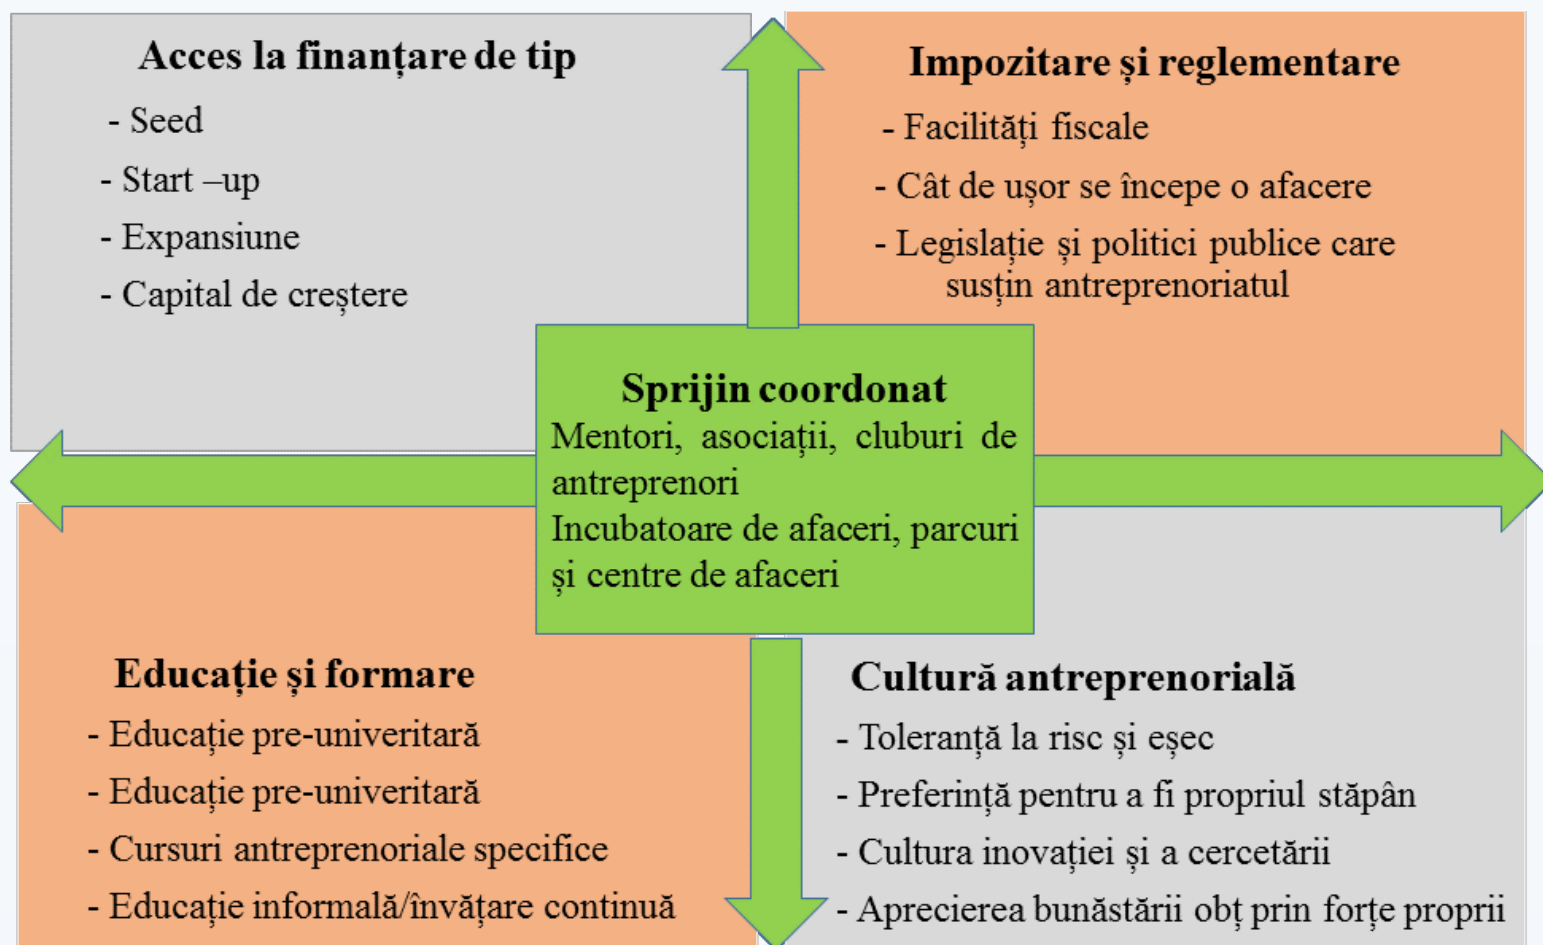 Acces la finanțare de tip
- Seed
- Start –up
- Expansiune
- Capital de creștere
Impozitare și reglementare
- Facilități fiscale
- Cât de ușor se începe o afacere
- Legislație și politici publice care
susțin antreprenoriatul
Sprijin coordonat
Mentori, asociații, cluburi de
antreprenori
Incubatoare de afaceri, parcuri
și centre de afaceri
Educație și formare
- Educație pre-univeritară
- Educație pre-univeritară
- Cursuri antreprenoriale specifice
- Educație informală/învățare continuă
Cultură antreprenorială
- Toleranță la risc și eșec
- Preferință pentru a fi propriul stăpân
- Cultura inovației și a cercetării
- Aprecierea bunăstării obț prin forțe proprii